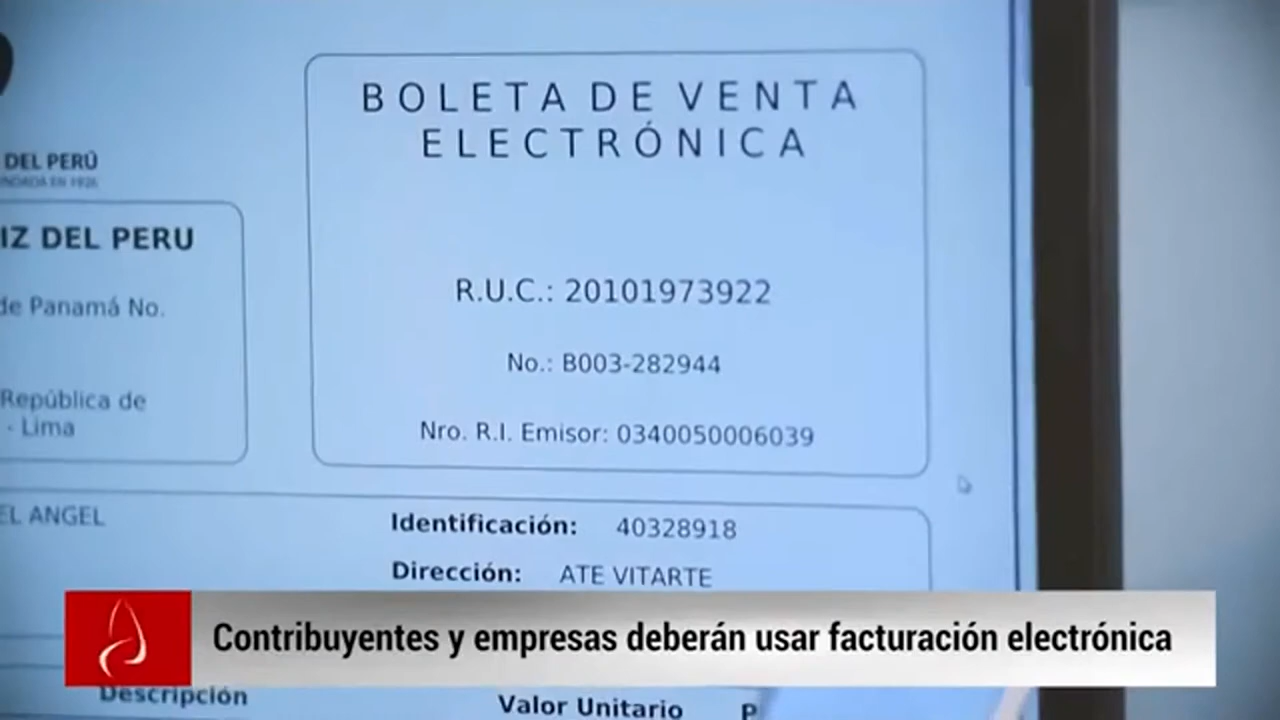 BOLETA DE VENTA
ELECTRÓNICA
DEL PERÚ
IZ DEL PERU
R.U.C.: 20101973922
de Panamá No.
No.: B003-282944
República de
- Lima
Nro. R.I. Emisor: 0340050006039
EL ANGEL
Identificación: 40328918
Dirección: ATE VITARTE
Contribuyentes y empresas deberán usar facturación electrónica
Descripción
Valor Unitario
P